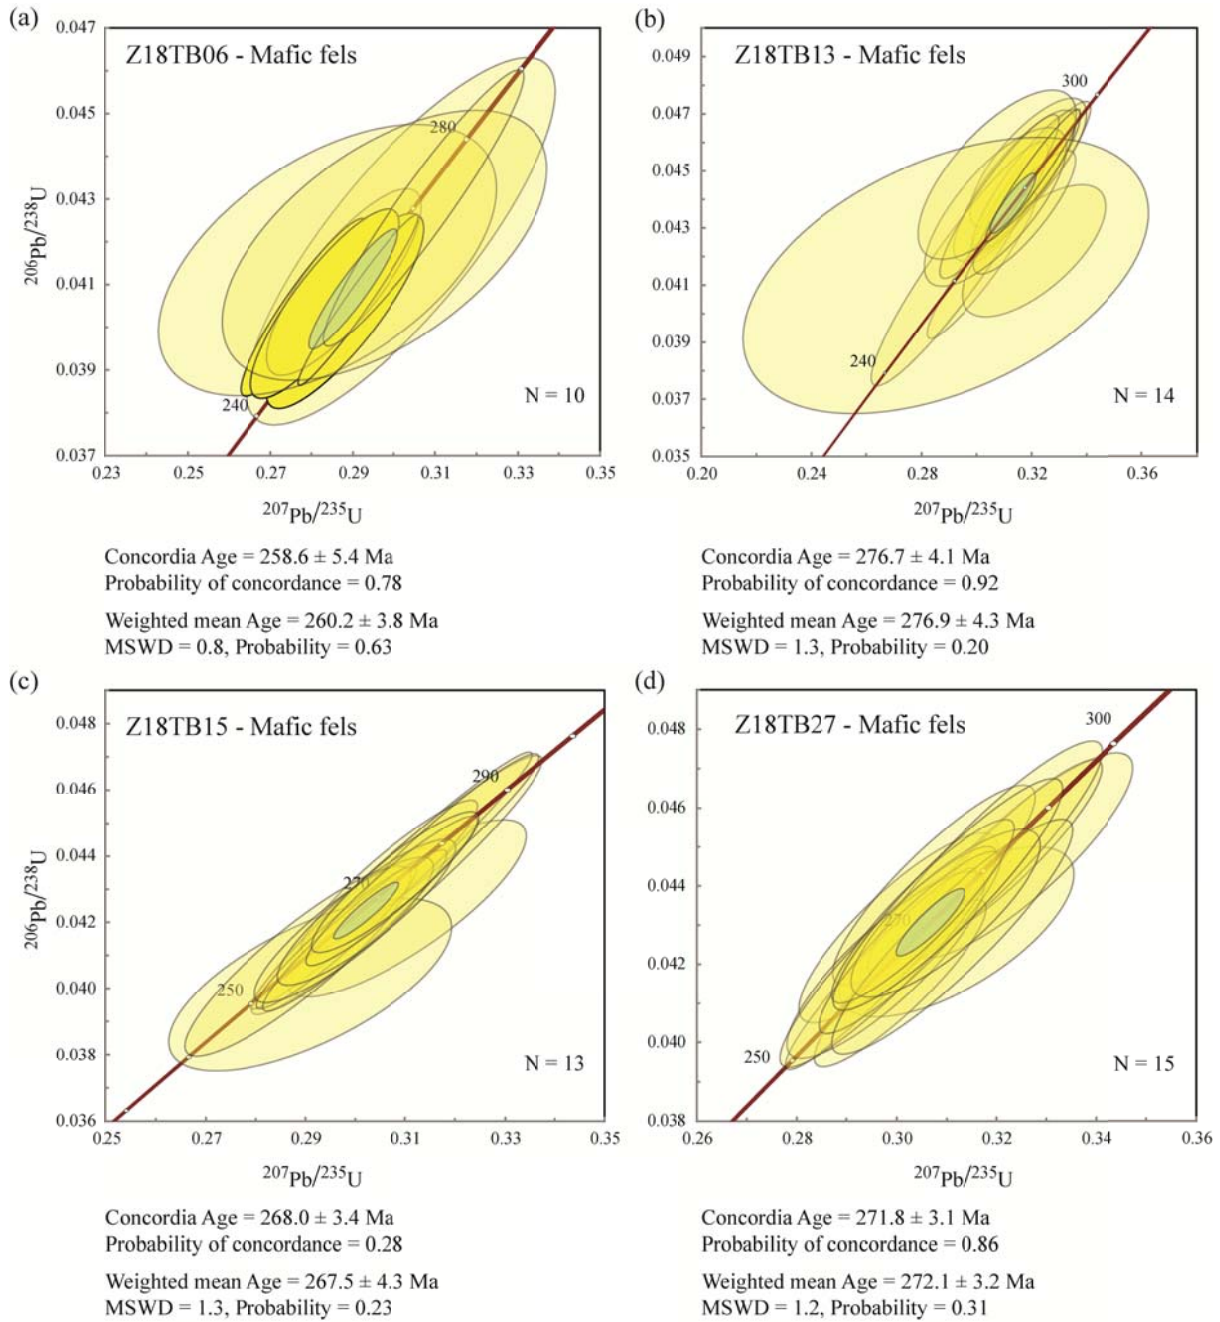 (a)
Z18TB06 - Mafic fels
0.047
0.045
0.043
0.041
0.039
0.037
280
240
N = 10
0.23
0.25
0.27
0.29
0.31
0.33
0.35
206Pb/238U
207Pb/235U
Concordia Age = 258.6 ± 5.4 Ma
Probability of concordance = 0.78
Weighted mean Age = 260.2 ± 3.8 Ma
MSWD = 0.8, Probability = 0.63
(b)
Z18TB13 - Mafic fels
0.049
0.047
0.045
0.043
0.041
0.039
0.037
0.035
300
240
N = 14
0.20
0.24
0.28
0.32
0.36
207Pb/235U
Concordia Age = 276.7 ± 4.1 Ma
Probability of concordance = 0.92
Weighted mean Age = 276.9 ± 4.3 Ma
MSWD = 1.3, Probability = 0.20
(c)
Z18TB15 - Mafic fels
0.048
0.046
0.044
0.042
0.040
0.038
0.036
290
270
250
N = 13
0.25
0.27
0.29
0.31
0.33
0.35
206Pb/238U
207Pb/235U
Concordia Age = 268.0 ± 3.4 Ma
Probability of concordance = 0.28
Weighted mean Age = 267.5 ± 4.3 Ma
MSWD = 1.3, Probability = 0.23
(d)
Z18TB27 - Mafic fels
0.048
0.046
0.044
0.042
0.040
0.038
300
270
250
N = 15
0.26
0.28
0.30
0.32
0.34
0.36
207Pb/235U
Concordia Age = 271.8 ± 3.1 Ma
Probability of concordance = 0.86
Weighted mean Age = 272.1 ± 3.2 Ma
MSWD = 1.2, Probability = 0.31